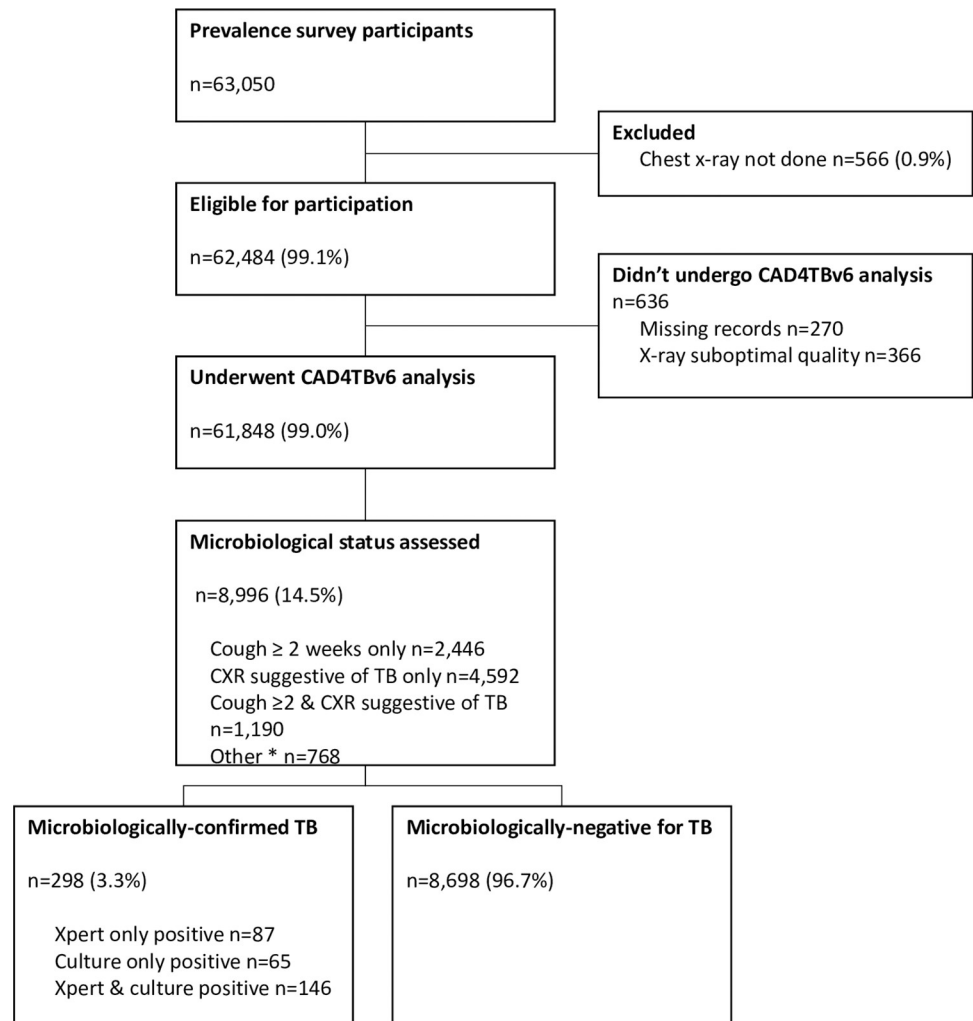 Prevalence survey participants
n=63,050
Excluded
Chest x-ray not done n=566 (0.9%)
Eligible for participation
n=62,484 (99.1%)
Didn’t undergo CAD4TBv6 analysis
n=636
Missing records n=270
X-ray suboptimal quality n=366
Underwent CAD4TBv6 analysis
n=61,848 (99.0%)
Microbiological status assessed
n=8,996 (14.5%)
Cough ≥ 2 weeks only n=2,446
CXR suggestive of TB only n=4,592
Cough ≥2 & CXR suggestive of TB
n=1,190
Other * n=768
Microbiologically-confirmed TB
n=298 (3.3%)
Xpert only positive n=87
Culture only positive n=65
Xpert & culture positive n=146
Microbiologically-negative for TB
n=8,698 (96.7%)